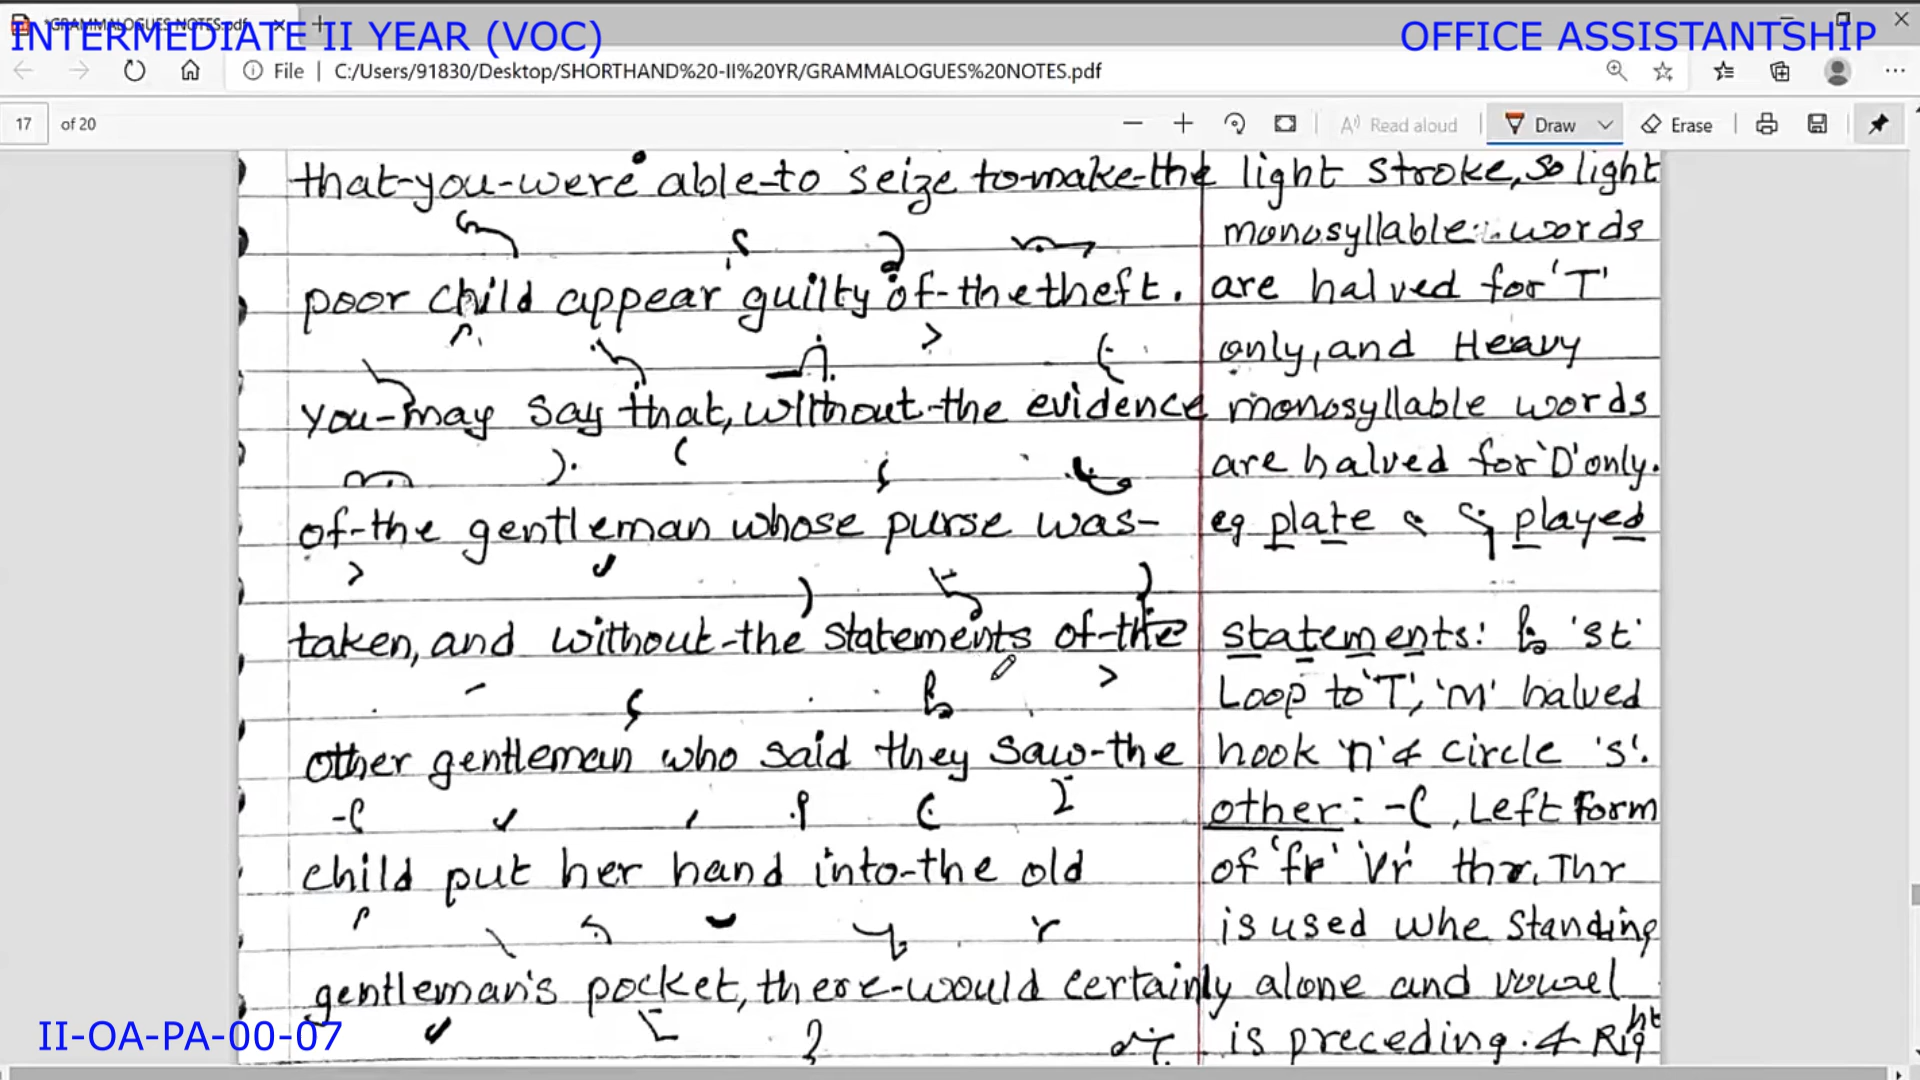 *GRAMMALOGUES NOTES.pdf
INTERMEDIATE II YEAR (VOC)
OFFICE ASSISTANTSHIP
File | C:/Users/91830/Desktop/SHORTHAND%20-II%20YR/GRAMMALOGUES%20NOTES.pdf
17 of 20
Read aloud
Draw
Erase
that-you-were able-to seize to-make-the
poor child appear guilty of-the theft.
you-may say that, without-the evidence
of-the gentleman whose purse was-
taken, and without-the statements of-the
other gentleman who said they saw-the
child put her hand into-the old
gentleman's pocket, there-would certainly
light stroke, so light
monosyllable words
are halved for 'T'
only, and Heavy
monosyllable words
are halved for 'D' only.
eg plate played
statements: 'st'
Loop to 'T', 'M' halved
hook 'n' & circle 's'.
other: Left Form
of 'fr' 'Vr' thr, Thr
is used whe standing
alone and vowel
is preceding. & Right
II-OA-PA-00-07